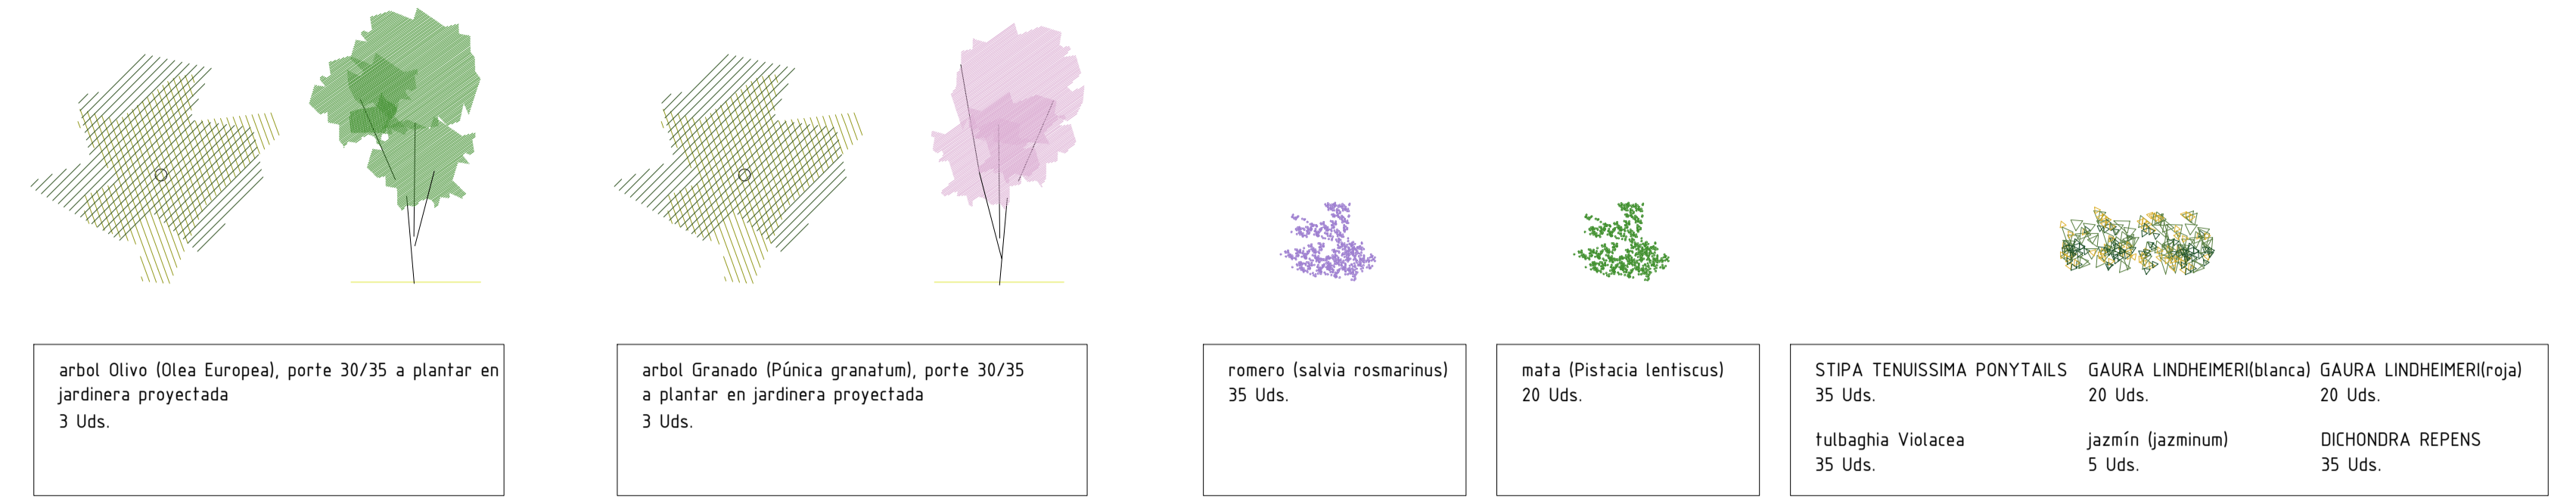 arbol Olivo (Olea Europea), porte 30/35 a plantar en
jardinera proyectada
3 Uds.
arbol Granado (Púnica granatum), porte 30/35
a plantar en jardinera proyectada
3 Uds.
romero (salvia rosmarinus)
35 Uds.
mata (Pistacia lentiscus)
20 Uds.
STIPA TENUISSIMA PONYTAILS GAURA LINDHEIMERI(blanca) GAURA LINDHEIMERI(roja)
35 Uds. 20 Uds. 20 Uds.
tulbaghia Violacea jazmín (jazminum) DICHONDRA REPENS
35 Uds. 5 Uds. 35 Uds.